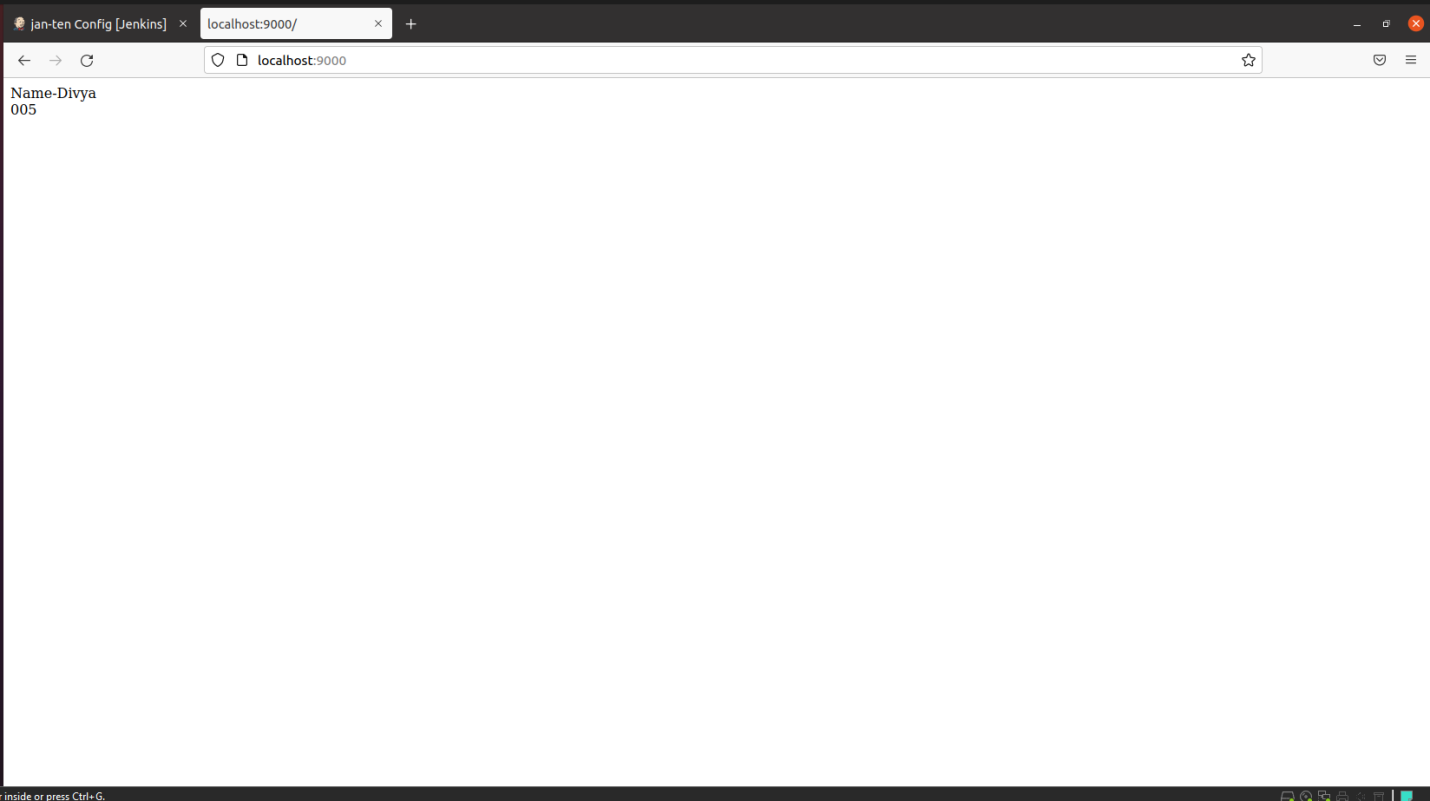 jan-ten Config [Jenkins]
localhost:9000/
localhost:9000
Name-Divya
005
r inside or press Ctrl+G.